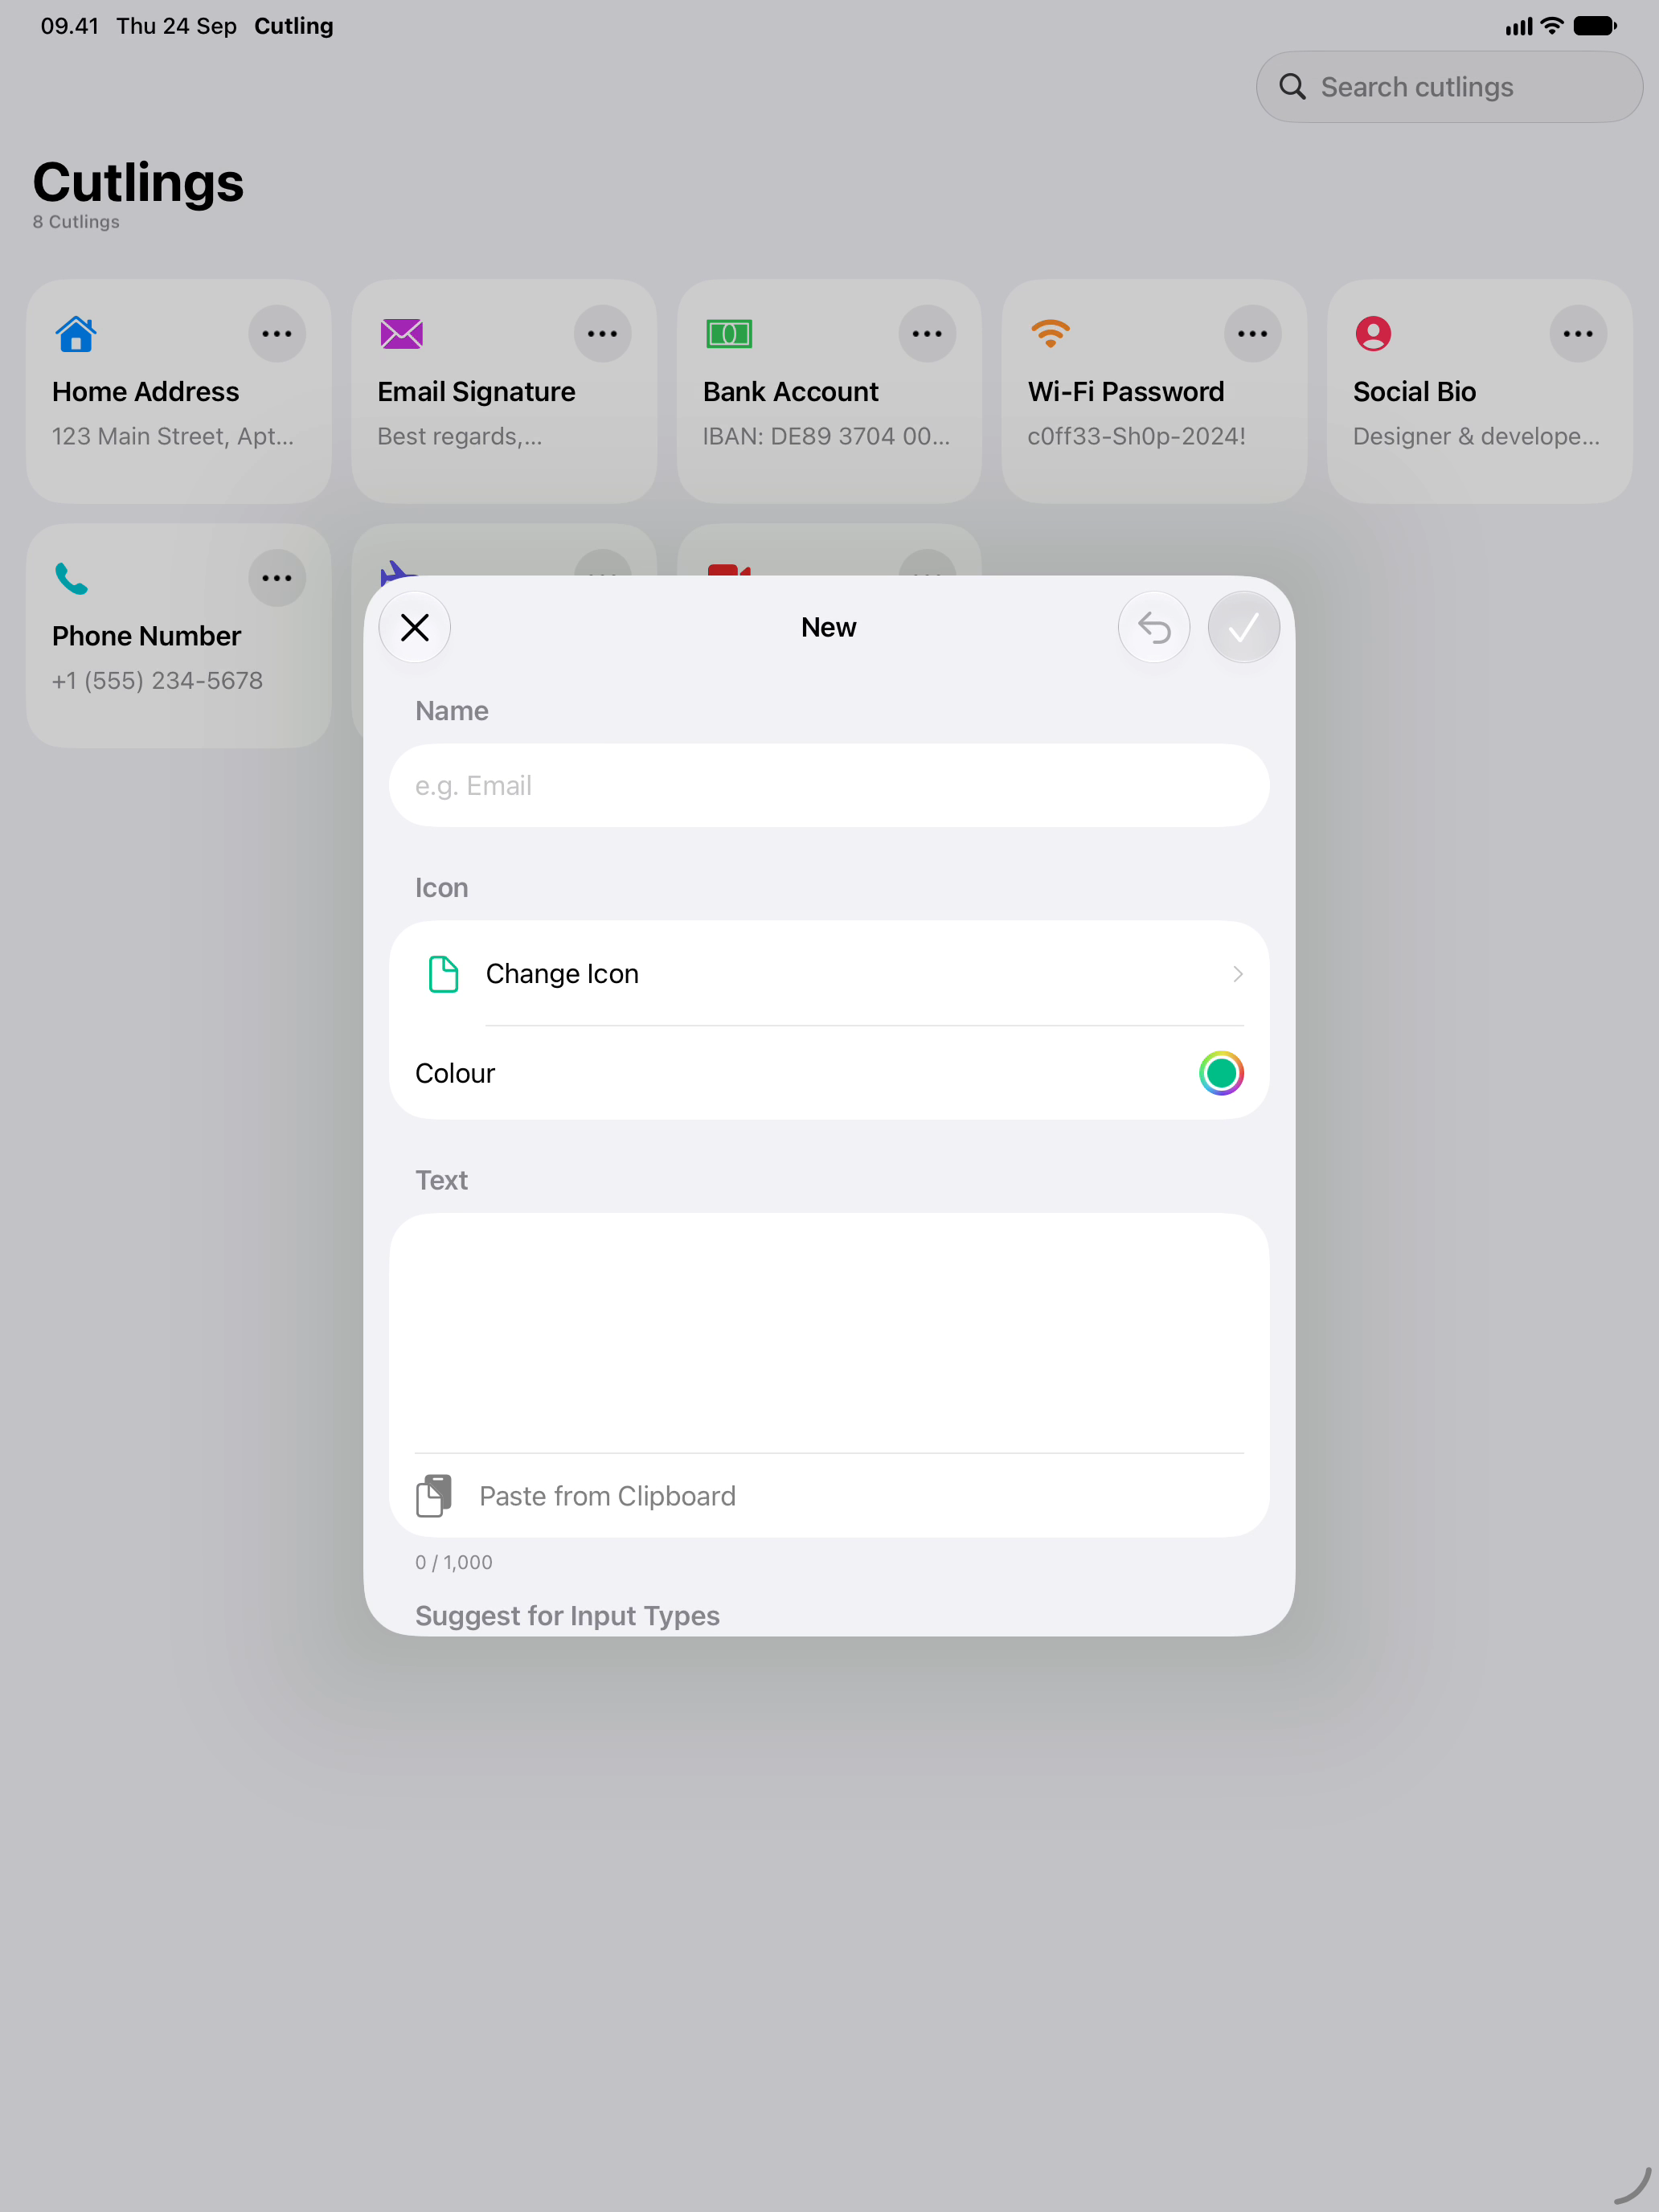 09.41 Thu 24 Sep Cutling
Search cutlings
Cutlings
8 Cutlings
Home Address
123 Main Street, Apt...
Email Signature
Best regards,...
Bank Account
IBAN: DE89 3704 00...
Wi-Fi Password
c0ff33-Sh0p-2024!
Social Bio
Designer & develope...
Phone Number
+1 (555) 234-5678
New
Name
e.g. Email
Icon
Change Icon
Colour
Text
Paste from Clipboard
0 / 1,000
Suggest for Input Types